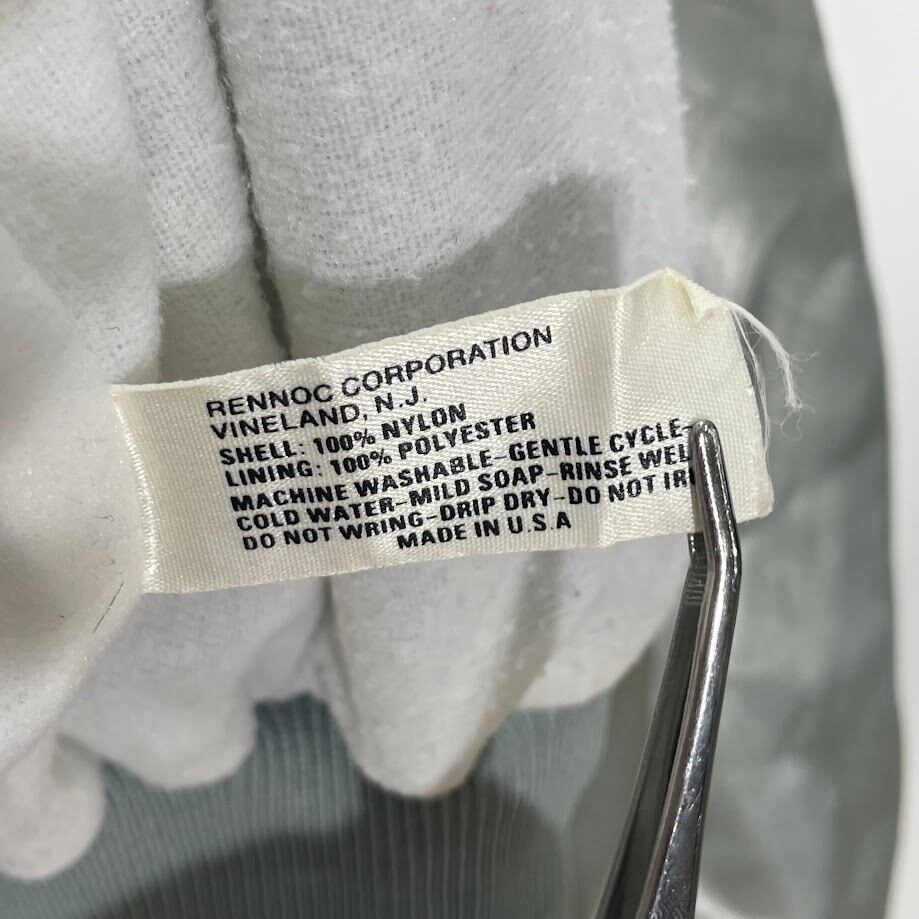 RENNOC CORPORATION
VINELAND, N.J.
SHELL: 100% NYLON
LINING: 100% POLYESTER
MACHINE WASHABLE-GENTLE CYCLE-
COLD WATER-MILD SOAP-RINSE WEL
DO NOT WRING-DRIP DRY-DO NOT
MADE IN U.S.A